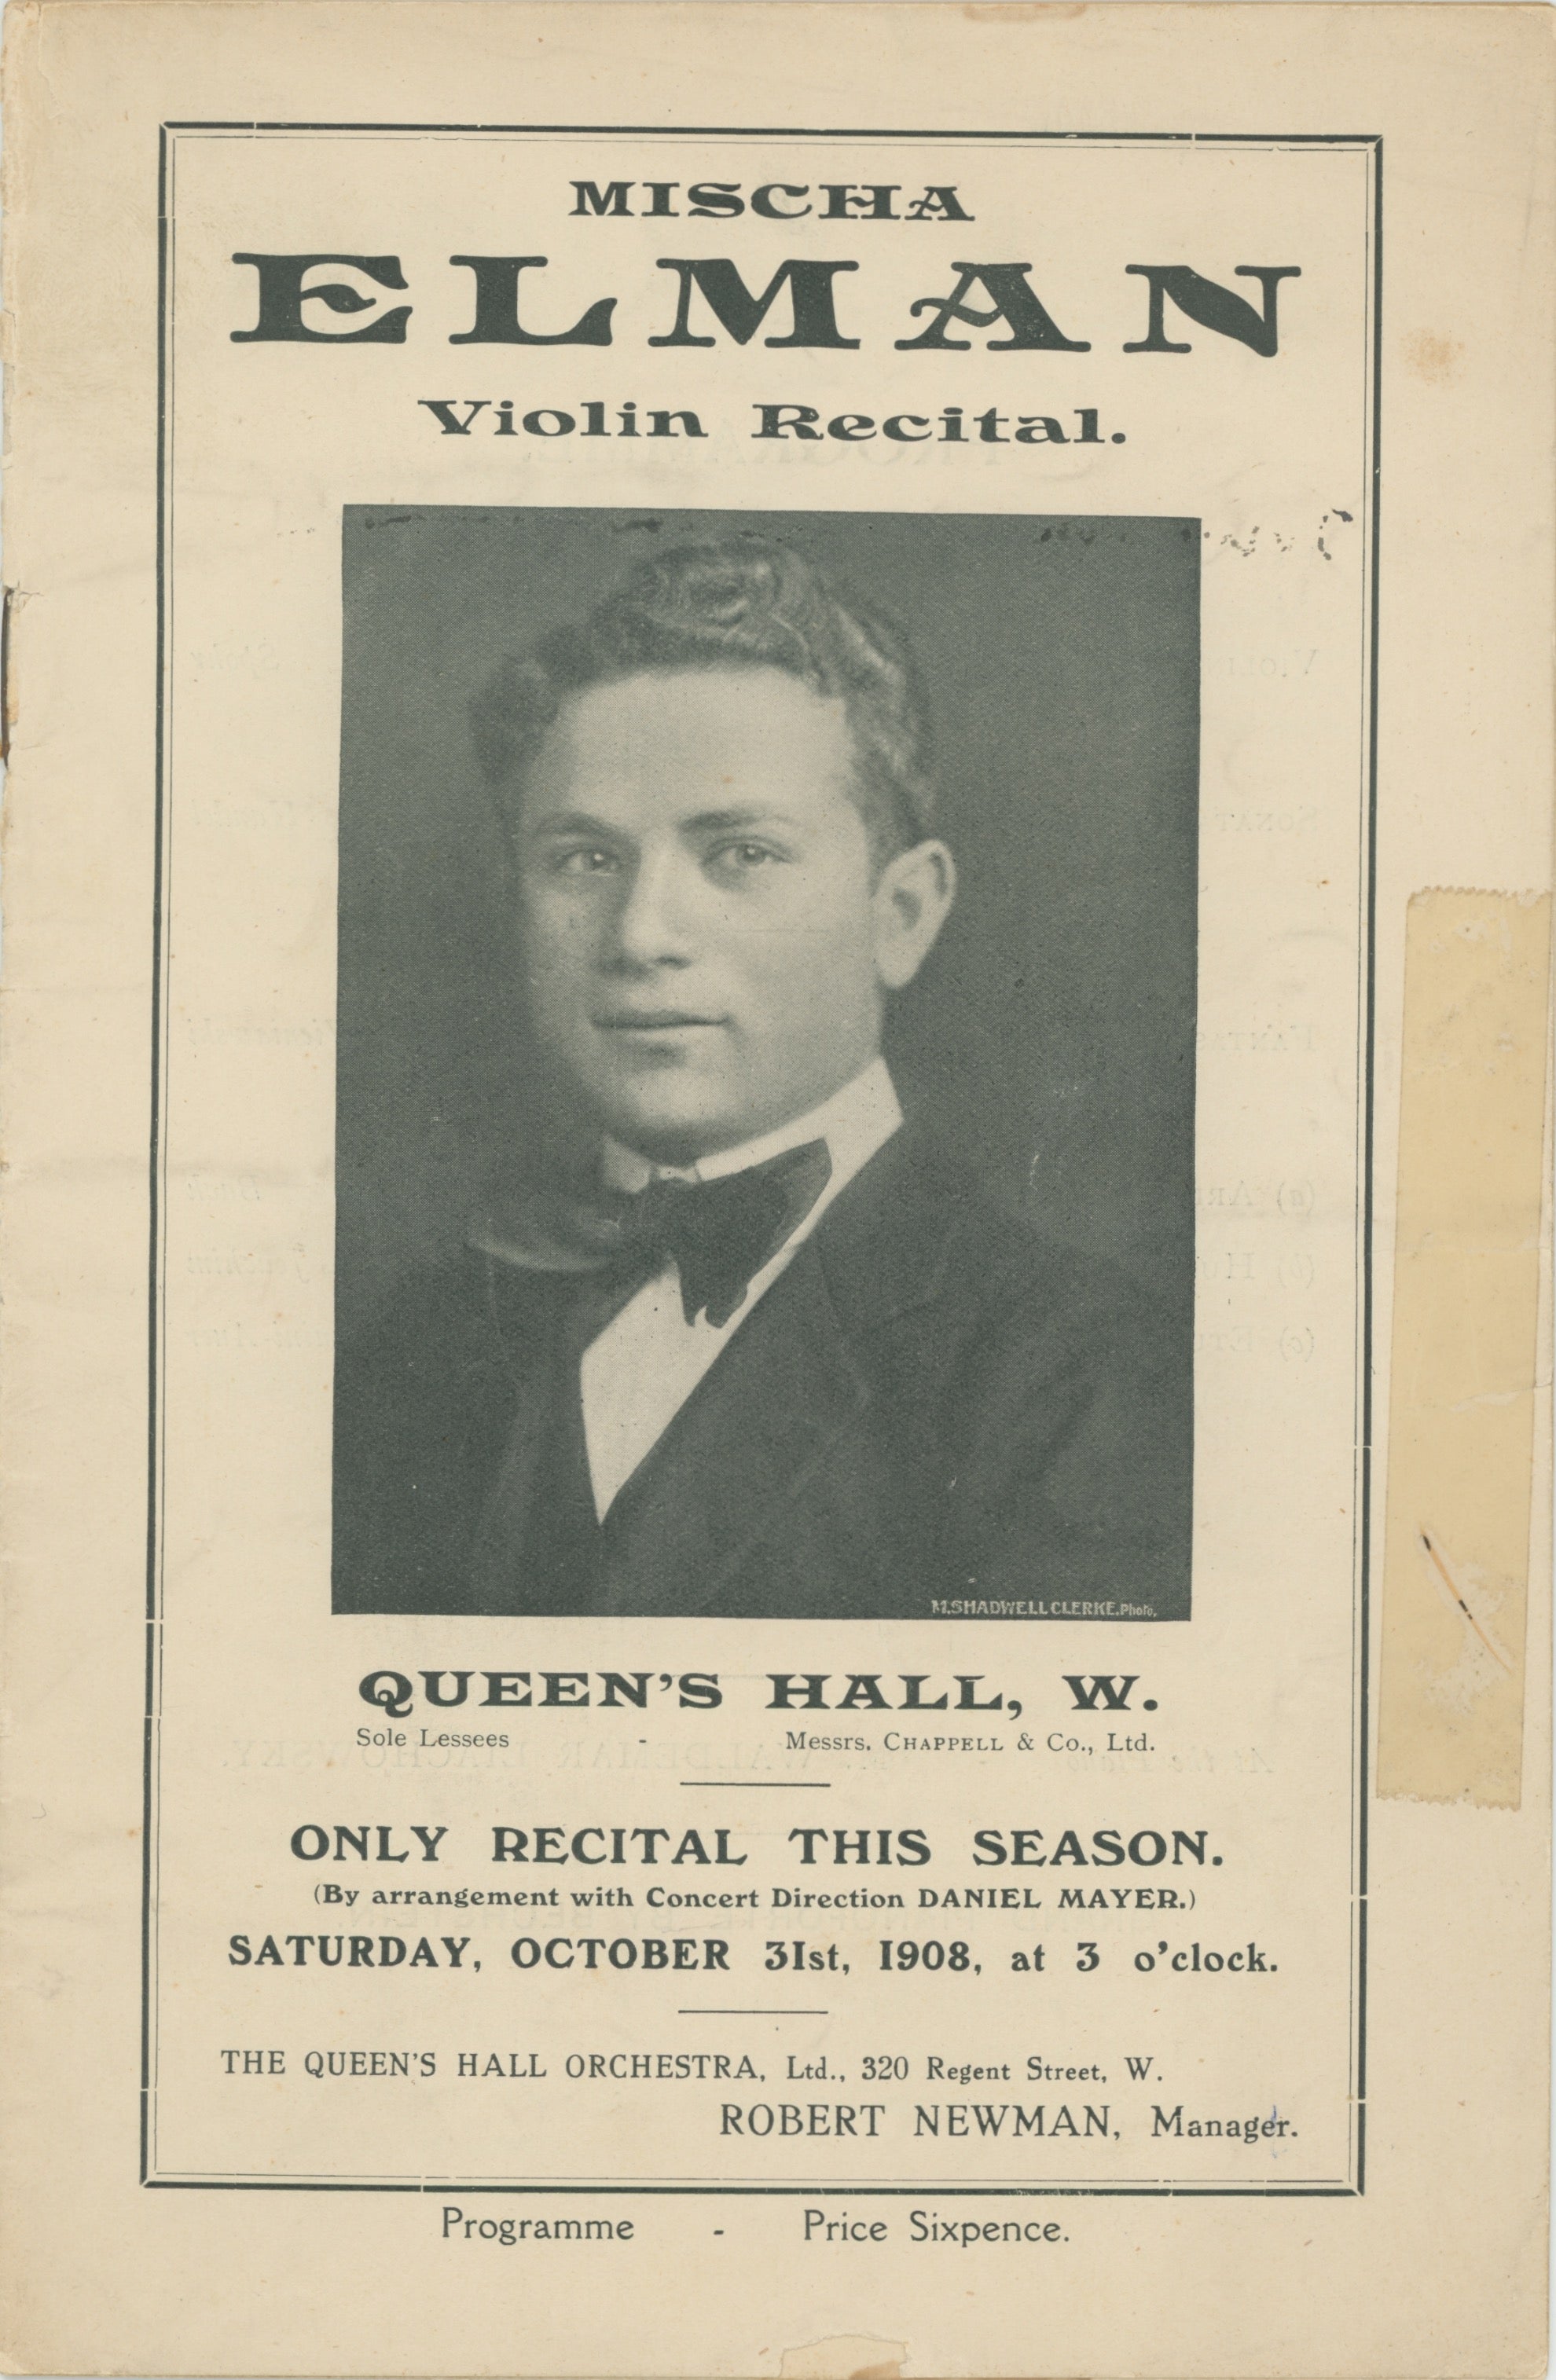 MISCHA
ELMAN
Violin Recital.
M. SHADWELL CLERKE. Photo.
QUEEN'S HALL, W.
Sole Lessees - Messrs. CHAPPELL & Co., Ltd.
ONLY RECITAL THIS SEASON.
(By arrangement with Concert Direction DANIEL MAYER.)
SATURDAY, OCTOBER 31st, 1908, at 3 o'clock.
THE QUEEN'S HALL ORCHESTRA, Ltd., 320 Regent Street, W.
ROBERT NEWMAN, Manager.
Programme - Price Sixpence.